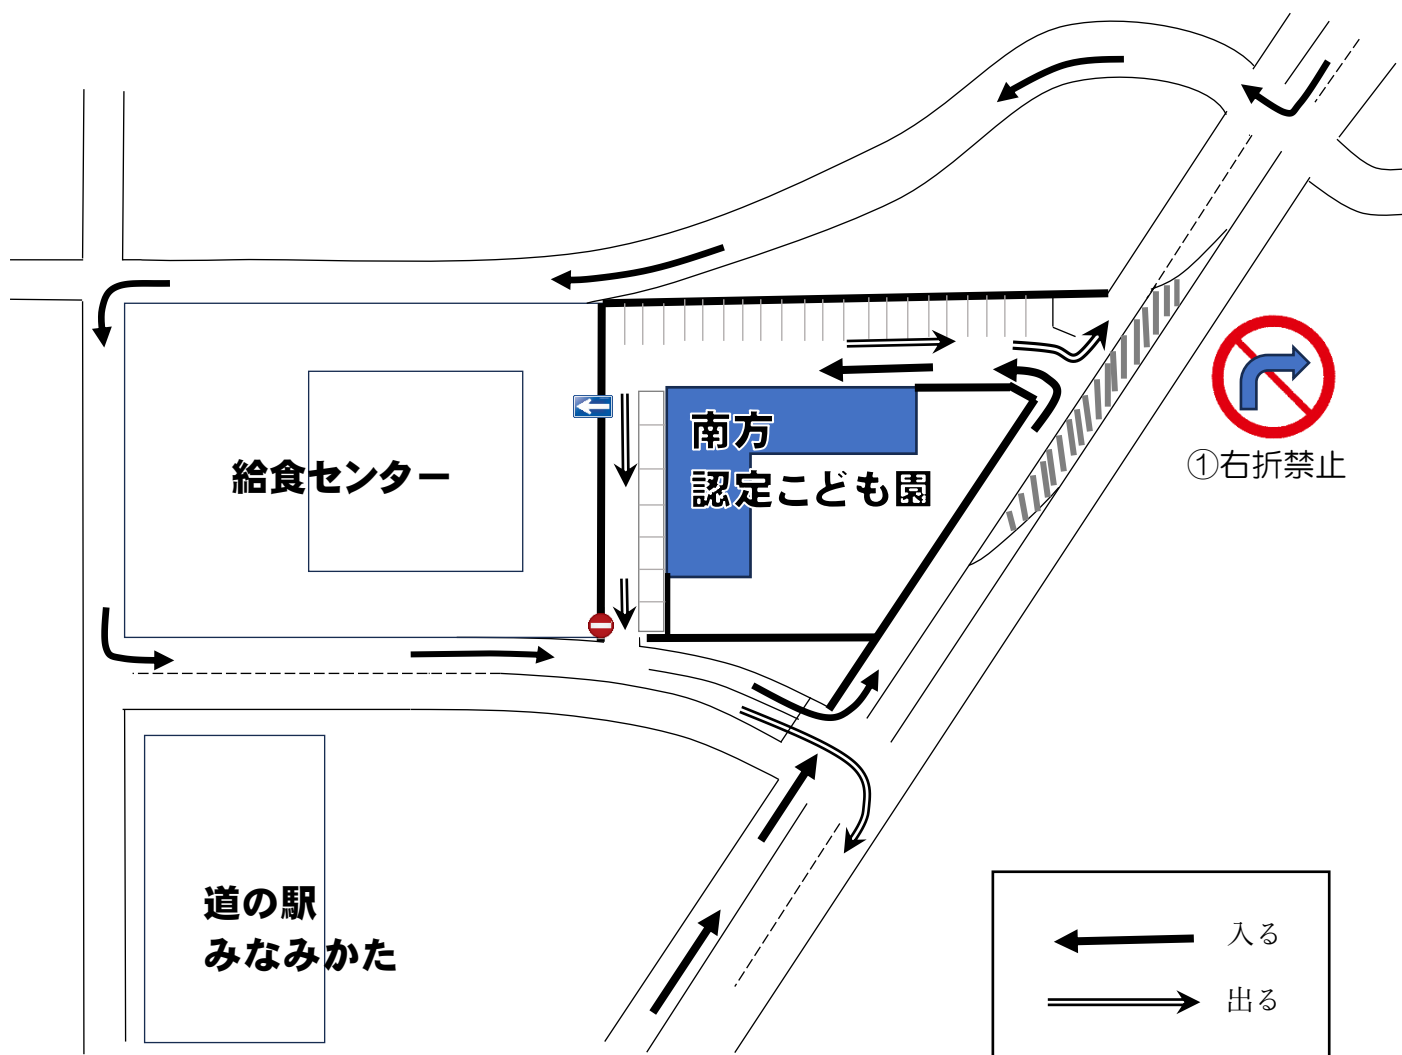 南方
認定こども園
給食センター
①右折禁止
道の駅
みなみかた
入る
出る